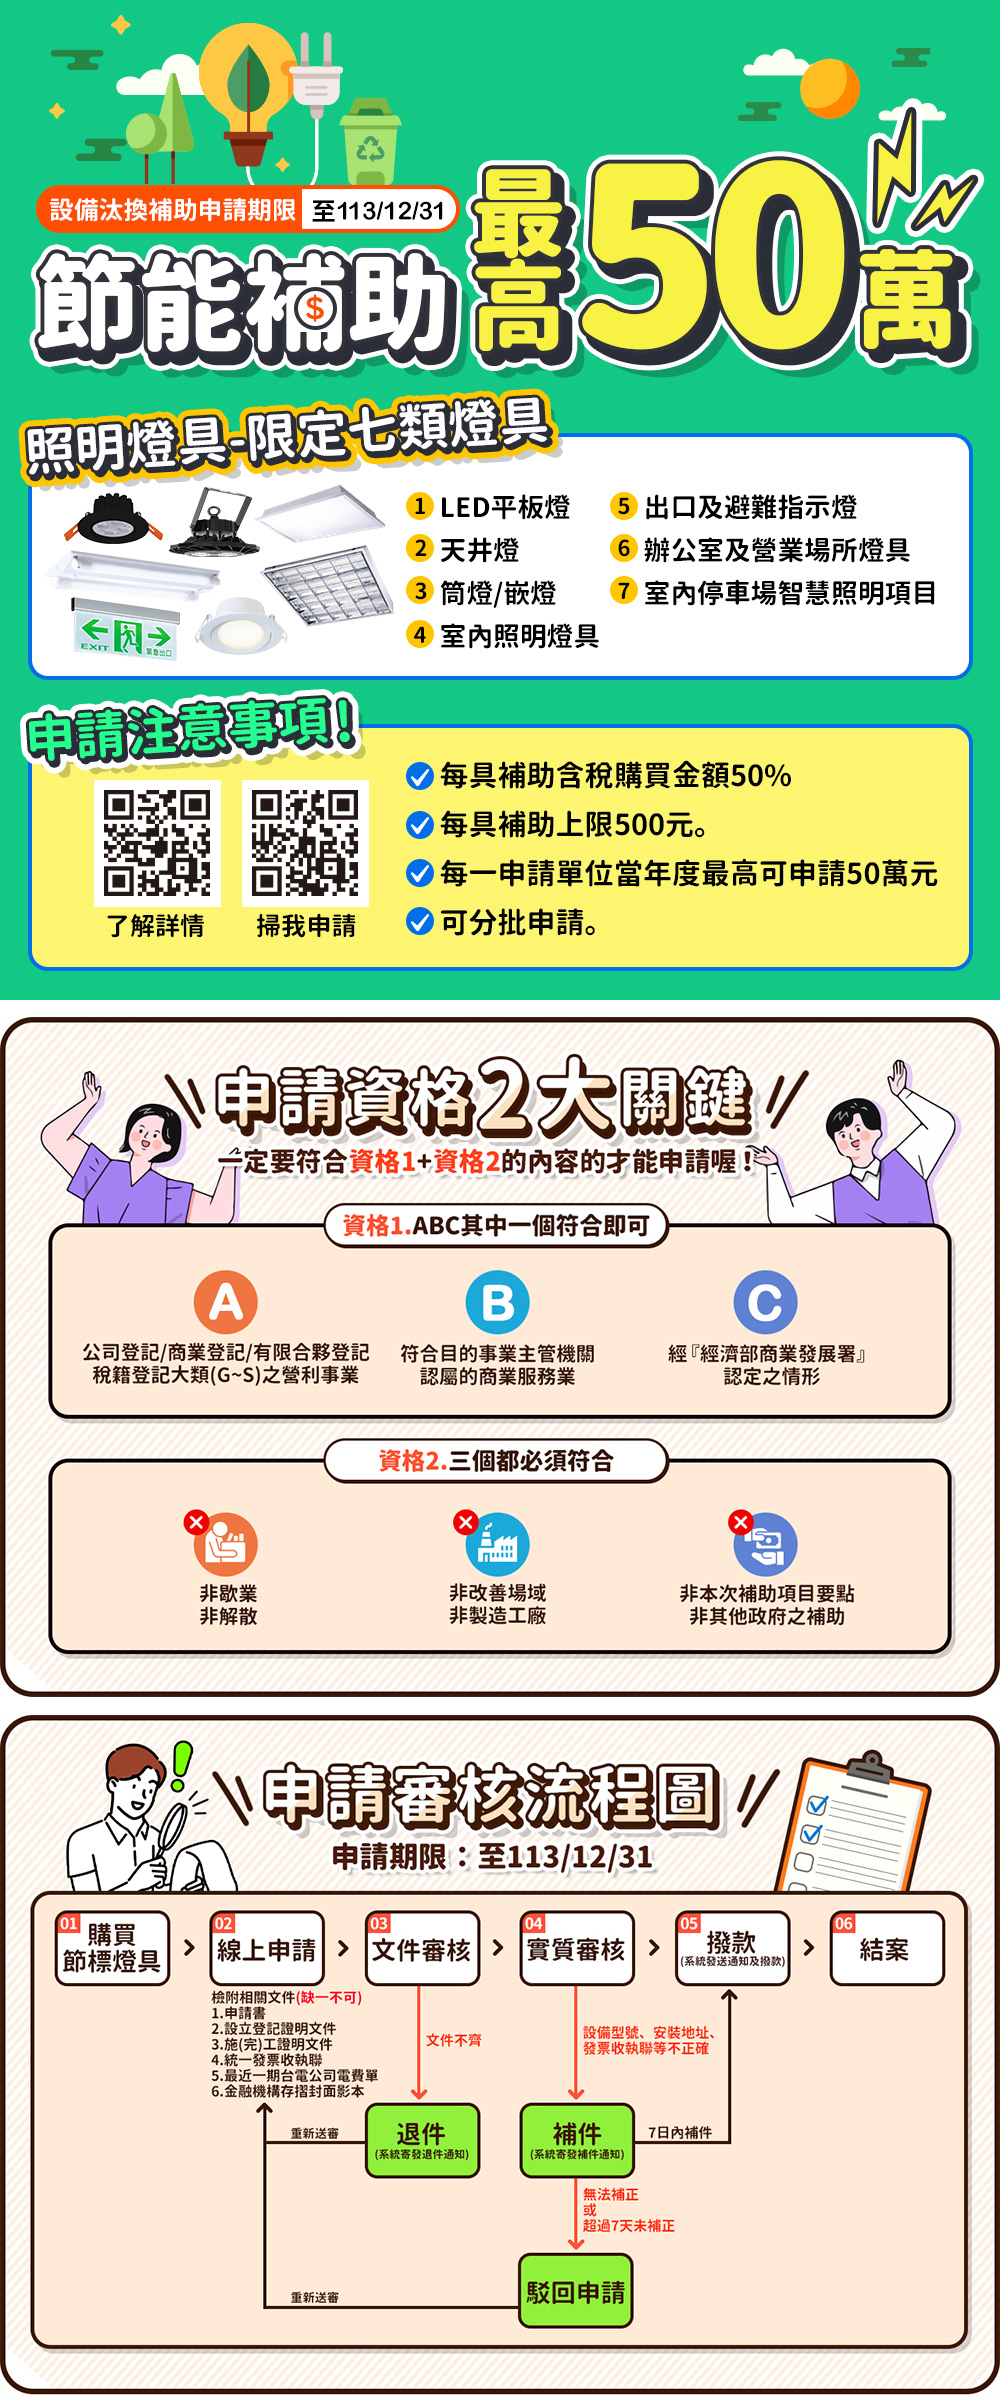 設備汰換補助申請期限 至113/12/31
節能補助 最高50萬
$
照明燈具-限定七類燈具
EXIT 緊急出口
1 LED平板燈
2 天井燈
3 筒燈/嵌燈
4 室內照明燈具
5 出口及避難指示燈
6 辦公室及營業場所燈具
7 室內停車場智慧照明項目
申請注意事項!
了解詳情
掃我申請
每具補助含稅購買金額50%
每具補助上限500元。
每一申請單位當年度最高可申請50萬元
可分批申請。
申請資格2大關鍵
一定要符合資格1+資格2的內容的才能申請喔!
資格1.ABC其中一個符合即可
A
公司登記/商業登記/有限合夥登記
稅籍登記大類(G~S)之營利事業
B
符合目的事業主管機關
認屬的商業服務業
C
經『經濟部商業發展署』
認定之情形
資格2.三個都必須符合
非歇業
非解散
非改善場域
非製造工廠
非本次補助項目要點
非其他政府之補助
申請審核流程圖
申請期限：至113/12/31
01
購買
節標燈具
02
線上申請
03
文件審核
04
實質審核
05
撥款
(系統發送通知及撥款)
06
結案
檢附相關文件(缺一不可)
1.申請書
2.設立登記證明文件
3.施(完)工證明文件
4.統一發票收執聯
5.最近一期台電公司電費單
6.金融機構存摺封面影本
文件不齊
設備型號、安裝地址、
發票收執聯等不正確
重新送審
退件
(系統寄發退件通知)
補件
(系統寄發補件通知)
7日內補件
無法補正
或
超過7天未補正
重新送審
駁回申請